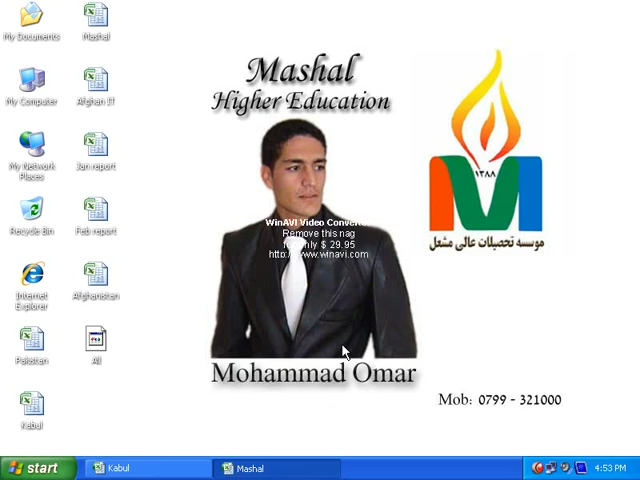 My Documents
Mashal
My Computer
Afghan IT
My Network
Places
Jan report
Recycle Bin
Feb report
Internet
Explorer
Afghanistan
Pakistan
All
Kabul
Mashal
Higher Education
WinAVI Video Converter
Remove this nag
for only $ 29.95
http://www.winavi.com
۱۳۸۸
موسسه تحصیلات عالی مشعل
Mohammad Omar
Mob: 0799 - 321000
start
Kabul
Mashal
4:53 PM